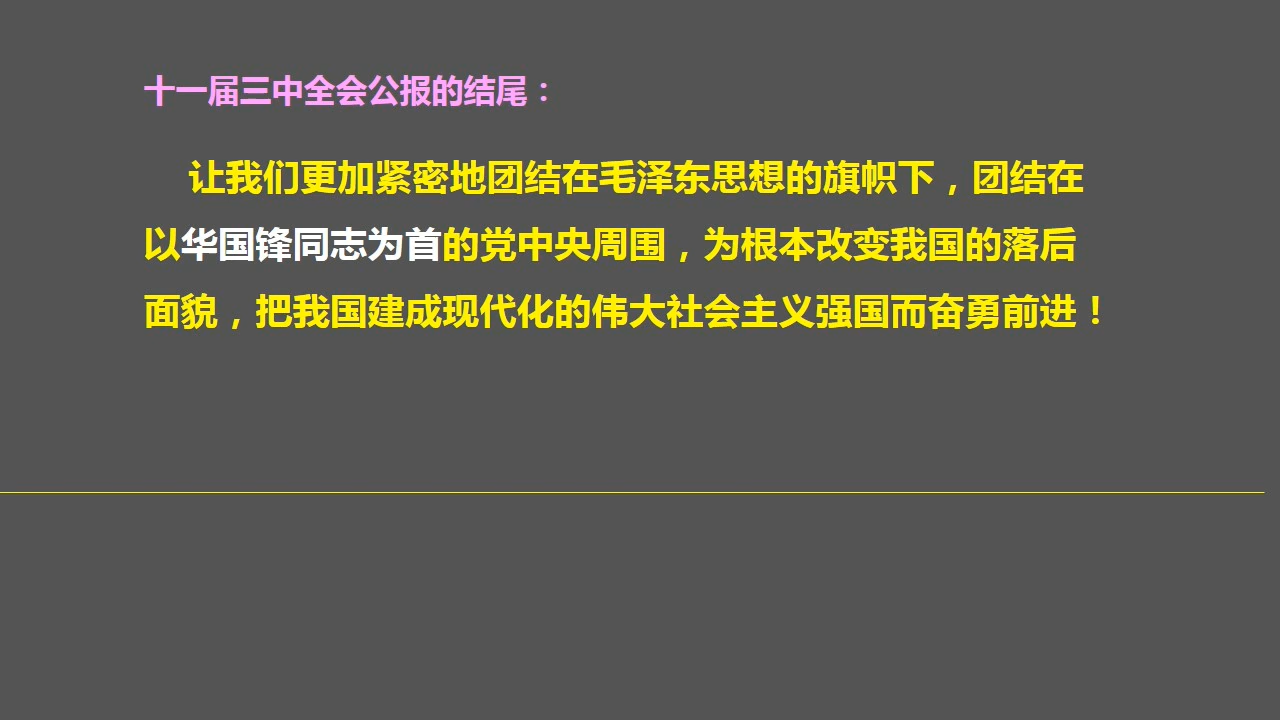 十一届三中全会公报的结尾：
让我们更加紧密地团结在毛泽东思想的旗帜下，团结在
以华国锋同志为首的党中央周围，为根本改变我国的落后
面貌，把我国建成现代化的伟大社会主义强国而奋勇前进！